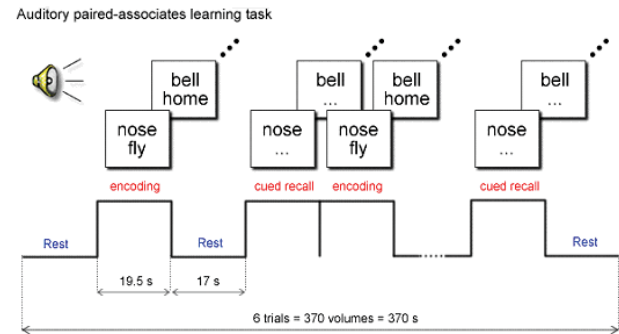 Auditory paired-associates learning task
bell
home
nose
fly
bell
...
nose
...
bell
home
nose
fly
bell
...
nose
...
encoding
cued recall
encoding
cued recall
Rest
Rest
Rest
19.5 s
17 s
6 trials = 370 volumes = 370 s